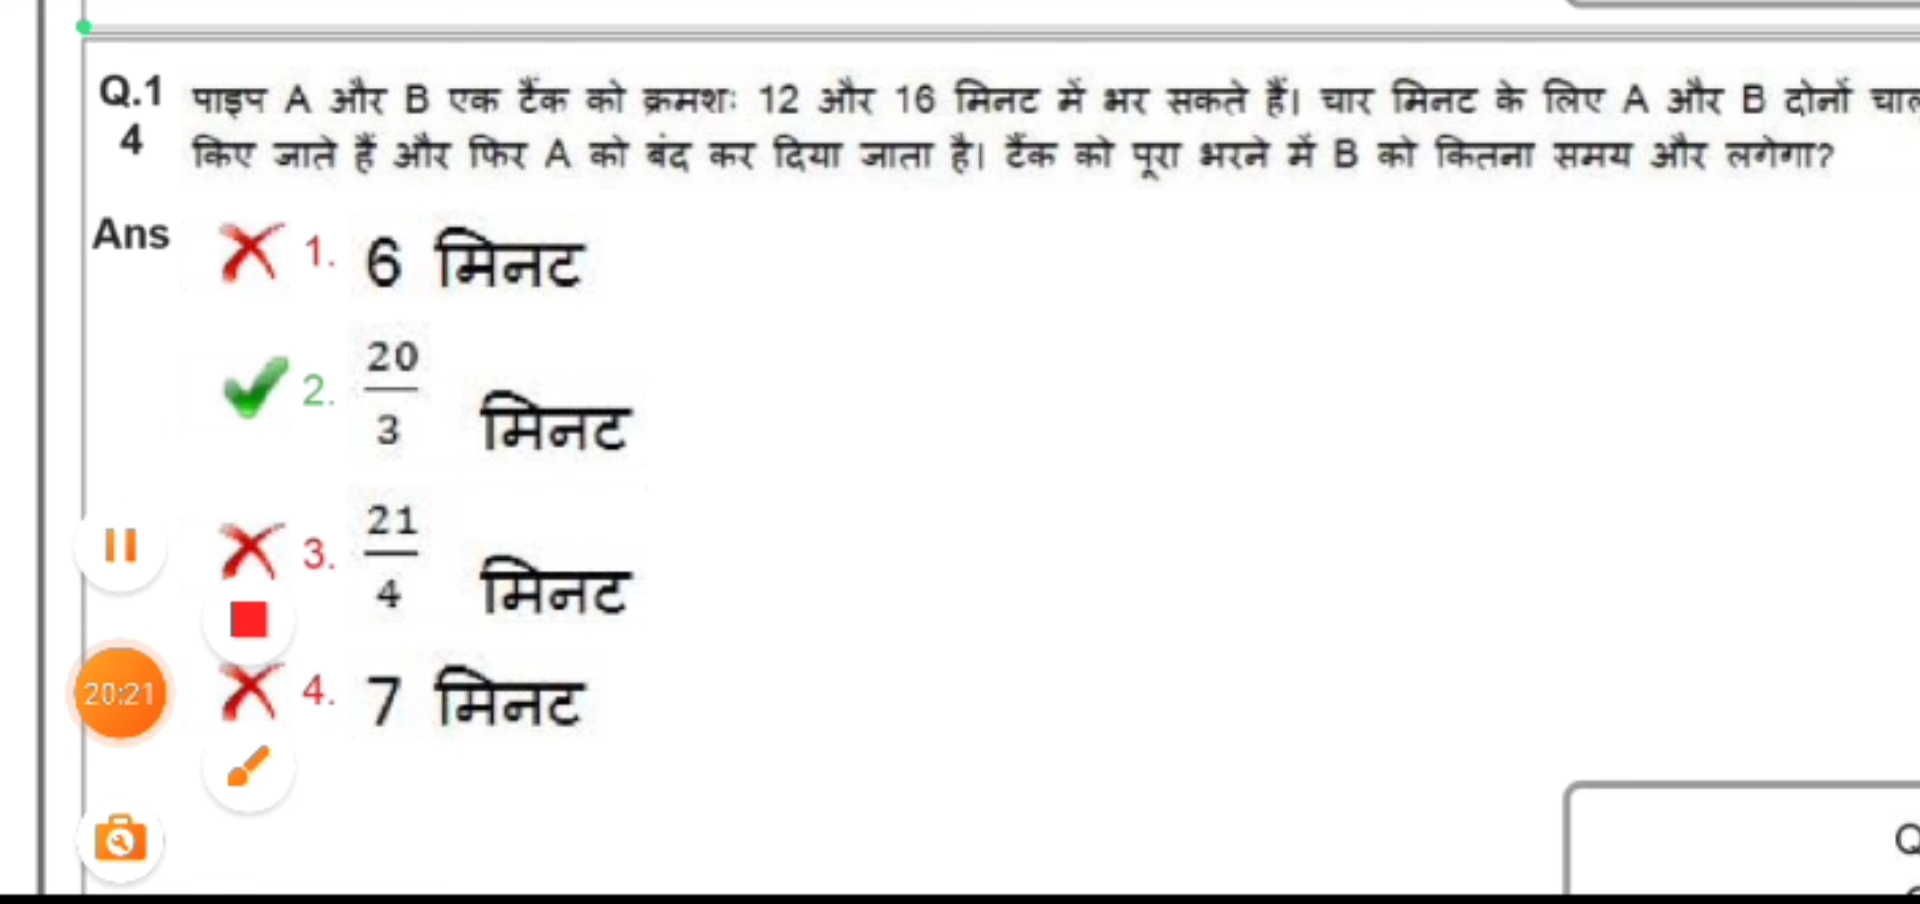 Q.1 पाइप A और B एक टैंक को क्रमशः 12 और 16 मिनट में भर सकते हैं। चार मिनट के लिए A और B दोनों
4 किए जाते हैं और फिर A को बंद कर दिया जाता है। टैंक को पूरा भरने में B को कितना समय और लगेगा?
Ans 1. 6 मिनट
2. 20/3 मिनट
3. 21/4 मिनट
20:21
4. 7 मिनट
Q